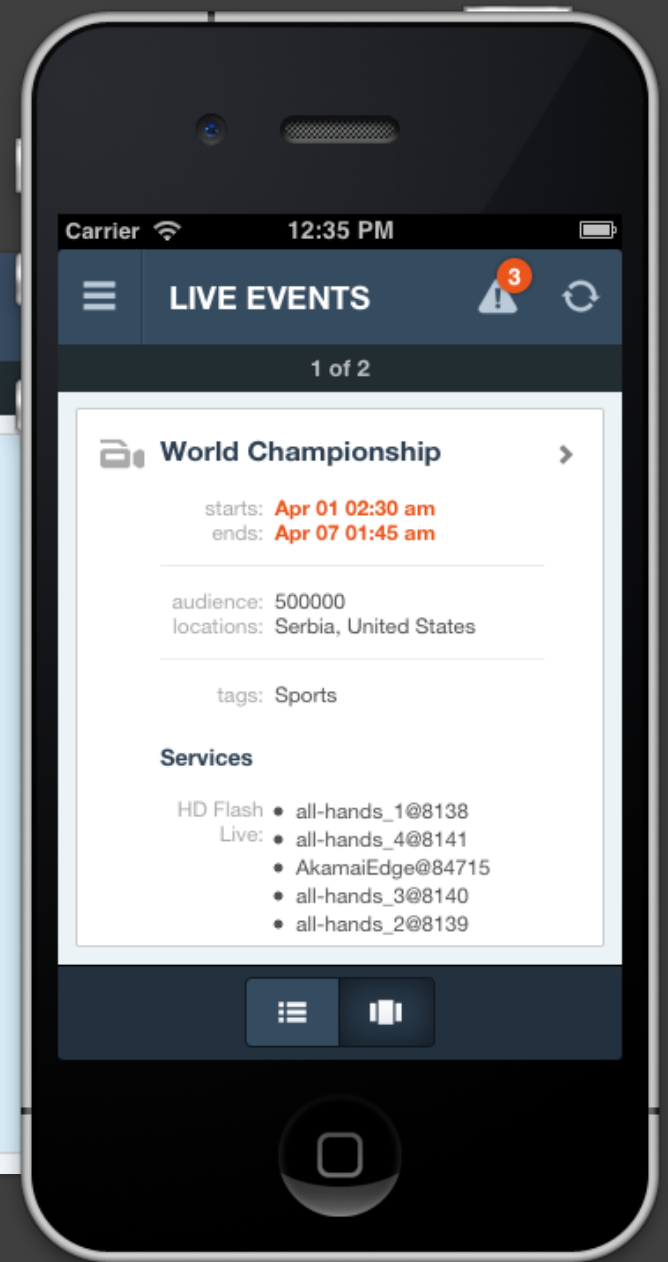 Carrier 12:35 PM
LIVE EVENTS 3
1 of 2
World Championship
starts: Apr 01 02:30 am
ends: Apr 07 01:45 am
audience: 500000
locations: Serbia, United States
tags: Sports
Services
HD Flash • all-hands_1@8138
Live: • all-hands_4@8141
• AkamaiEdge@84715
• all-hands_3@8140
• all-hands_2@8139